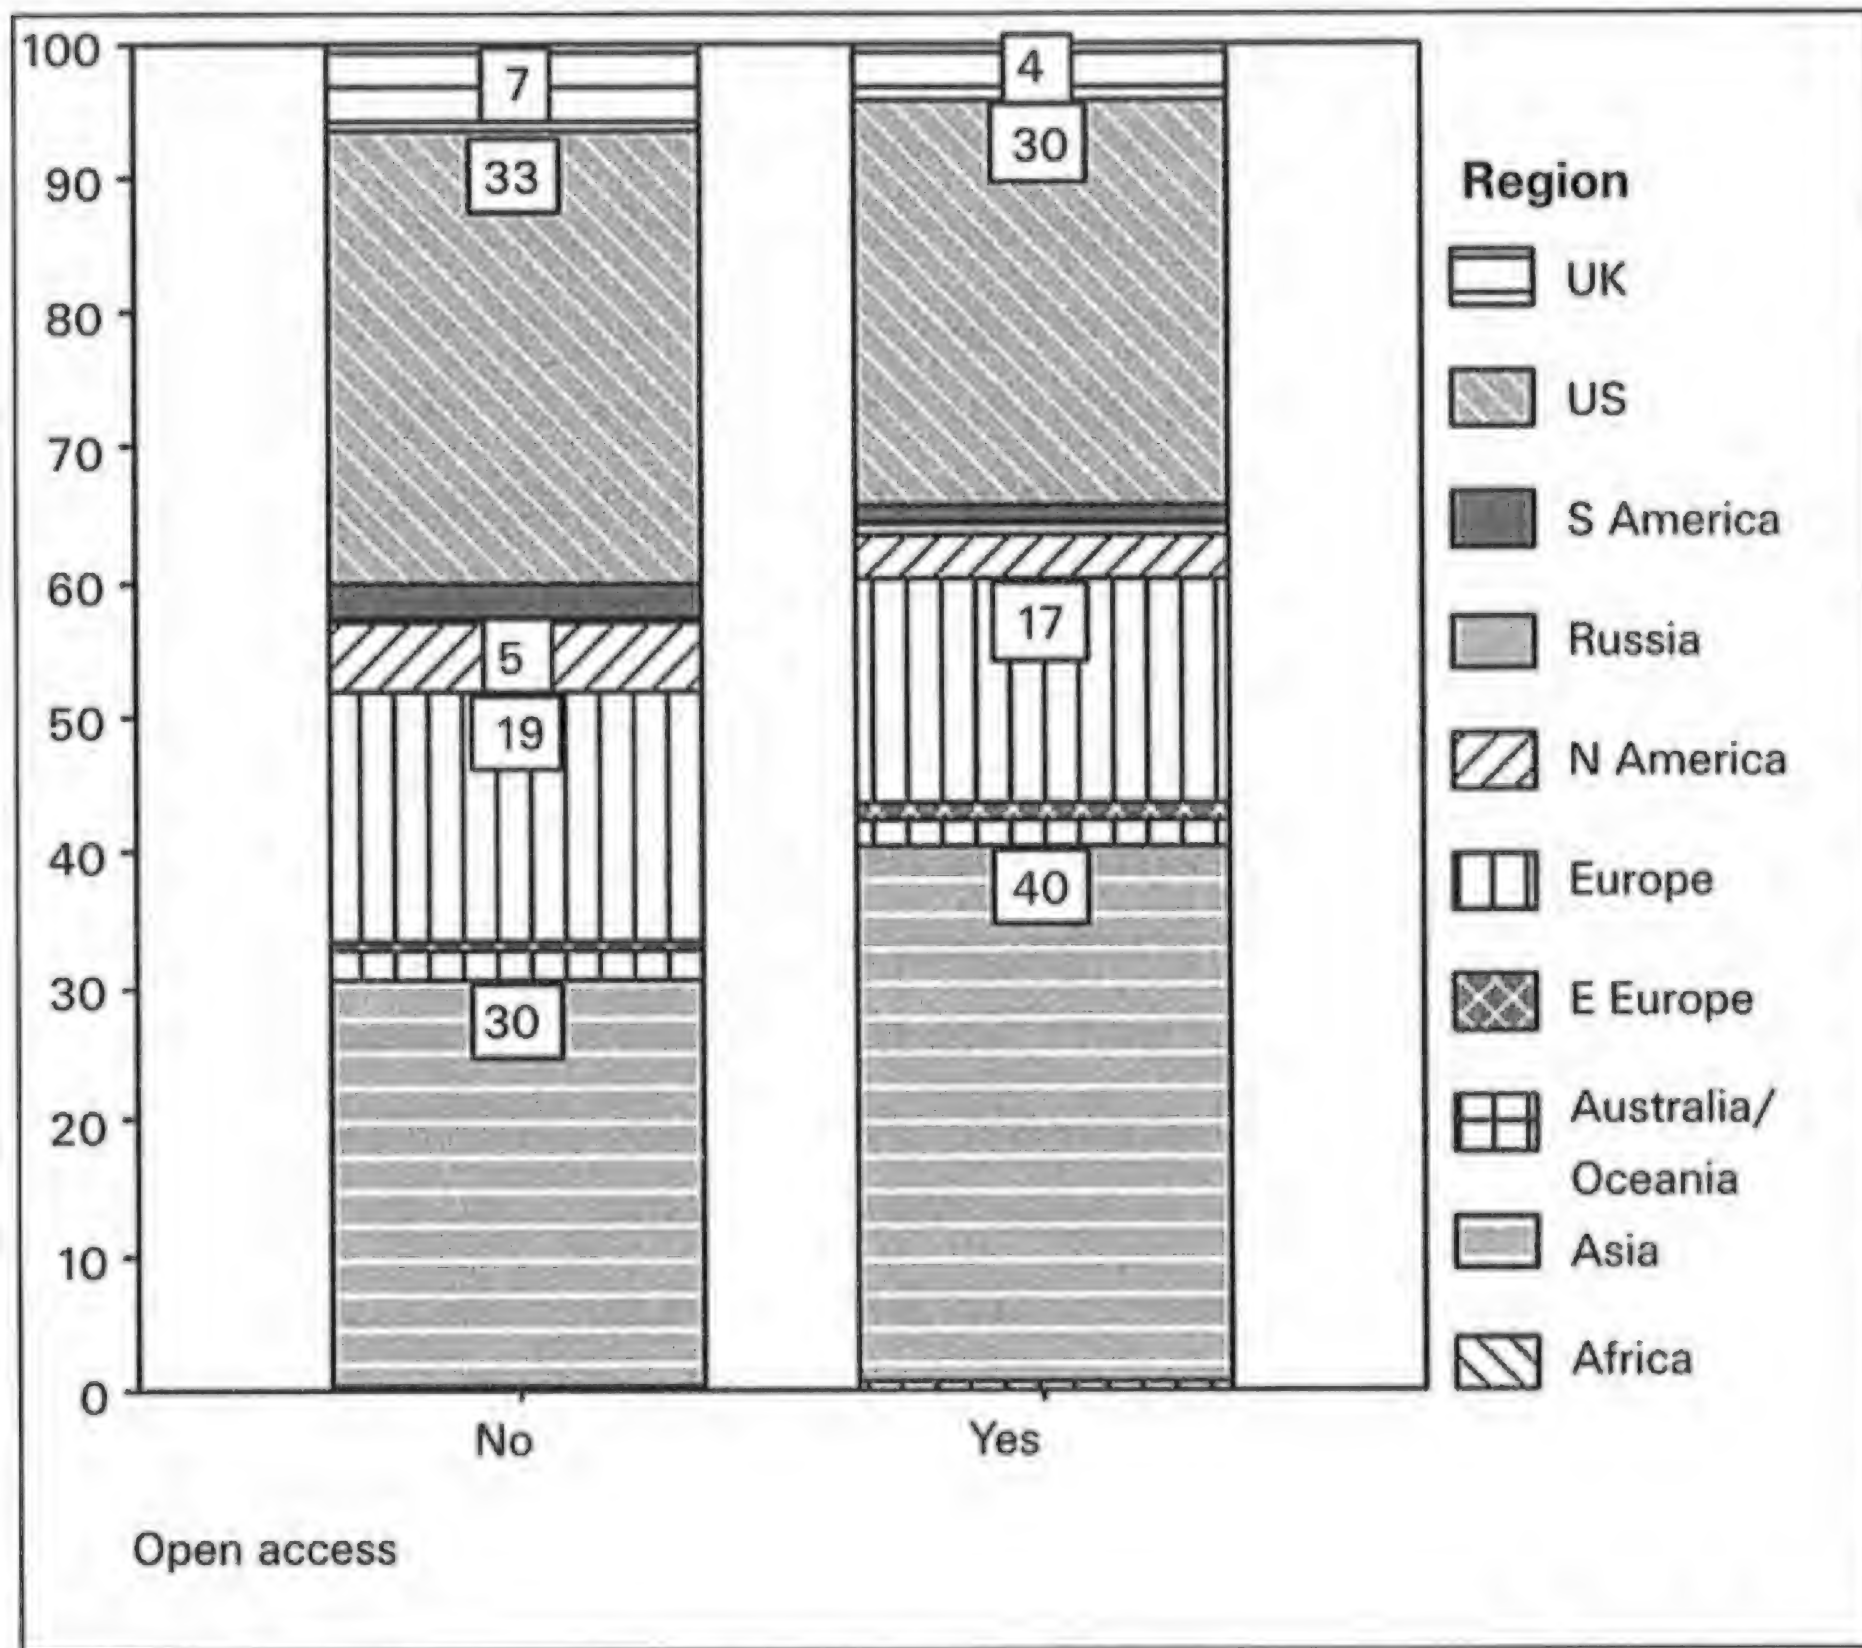 100
90
80
70
60
50
40
30
20
10
0
7
33
5
19
30
4
30
17
40
No
Yes
Open access
Region
UK
US
S America
Russia
N America
Europe
E Europe
Australia/
Oceania
Asia
Africa